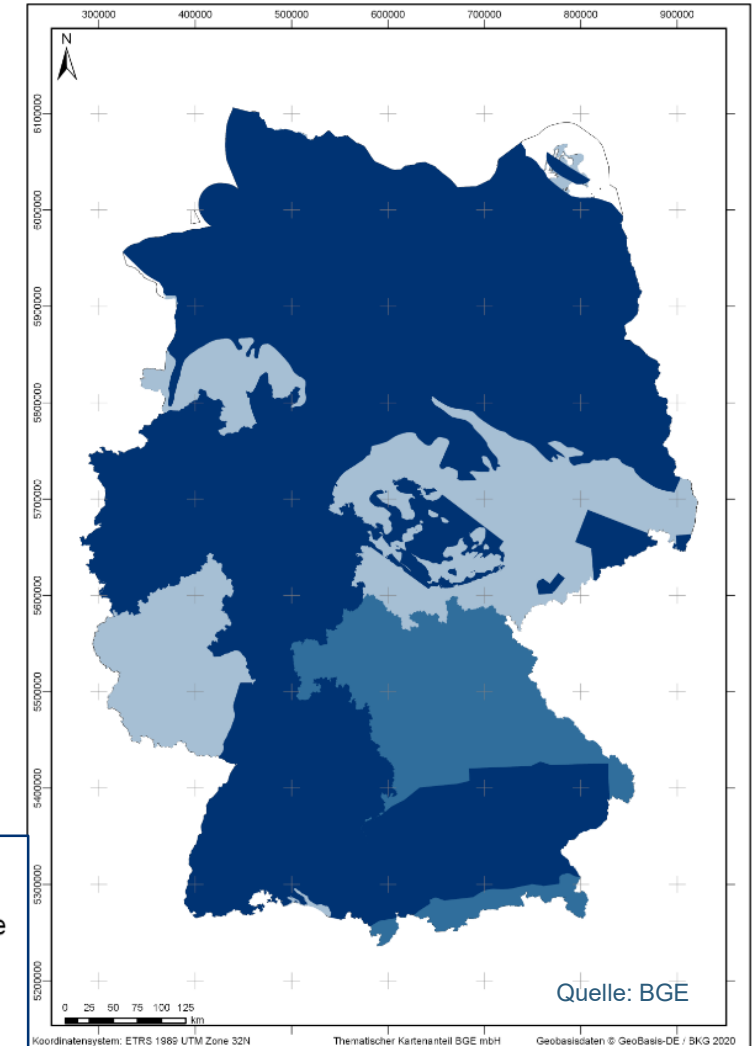 300000 400000 500000 600000 700000 800000 900000
N
6100000
6000000
5900000
5800000
5700000
5600000
5500000
5400000
5300000
5200000
e
Quelle: BGE
0 25 50 75 100 125
km
Koordinatensystem: ETRS 1989 UTM Zone 32N Thematischer Kartenanteil BGE mbH Geobasisdaten © GeoBasis-DE / BKG 2020